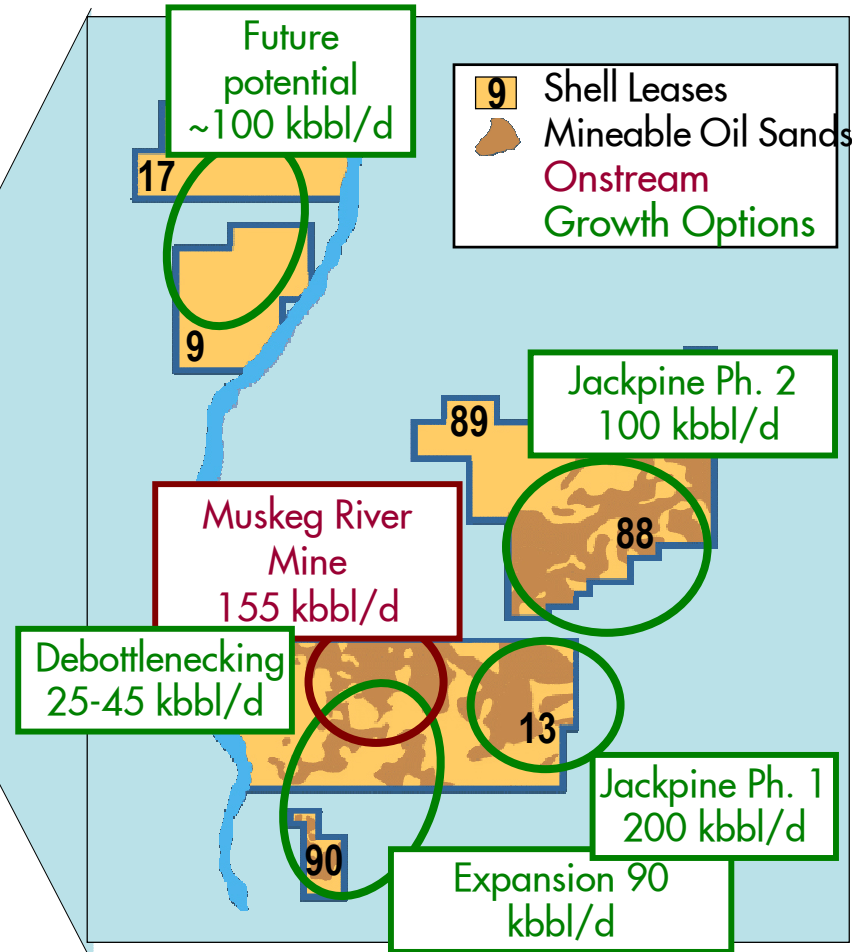 Future
potential
~100 kbbl/d
9
Shell Leases
Mineable Oil Sands
Onstream
Growth Options
17
9
Jackpine Ph. 2
100 kbbl/d
89
88
Muskeg River
Mine
155 kbbl/d
Debottlenecking
25-45 kbbl/d
13
Jackpine Ph. 1
200 kbbl/d
90
Expansion 90
kbbl/d